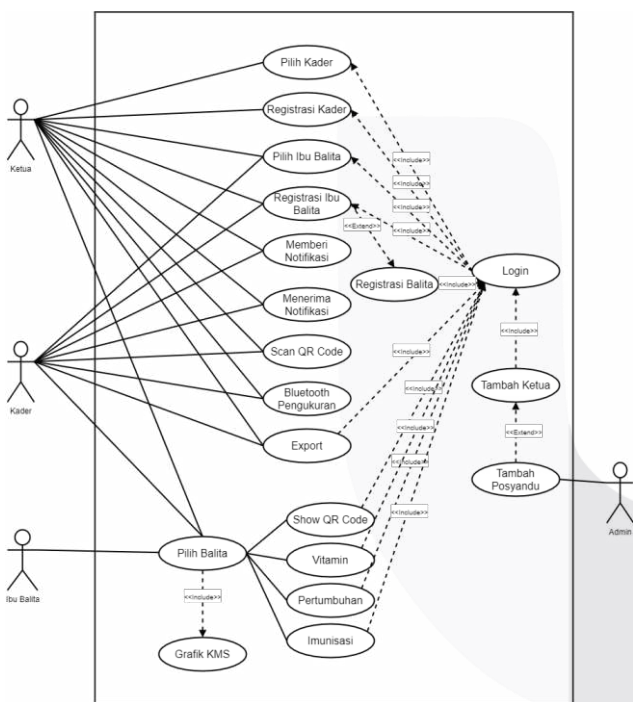 Pilih Kader
Registrasi Kader
Pilih Ibu Balita
<<Include>>
<<Include>>
Ketua
Registrasi Ibu
Balita
<<Include>>
<<Extend>>
<<Include>>
Memberi
Notifikasi
Registrasi Balita
<<Include>>
Login
Menerima
Notifikasi
<<Include>>
Scan QR Code
<<Include>>
Kader
Bluetooth
Pengukuran
<<Include>>
Tambah Ketua
Export
<<Include>>
<<Extend>>
<<Include>>
Tambah
Posyandu
Show QR Code
<<Include>>
Admin
Pilih Balita
Vitamin
Ibu Balita
<<Include>>
Pertumbuhan
Imunisasi
Grafik KMS